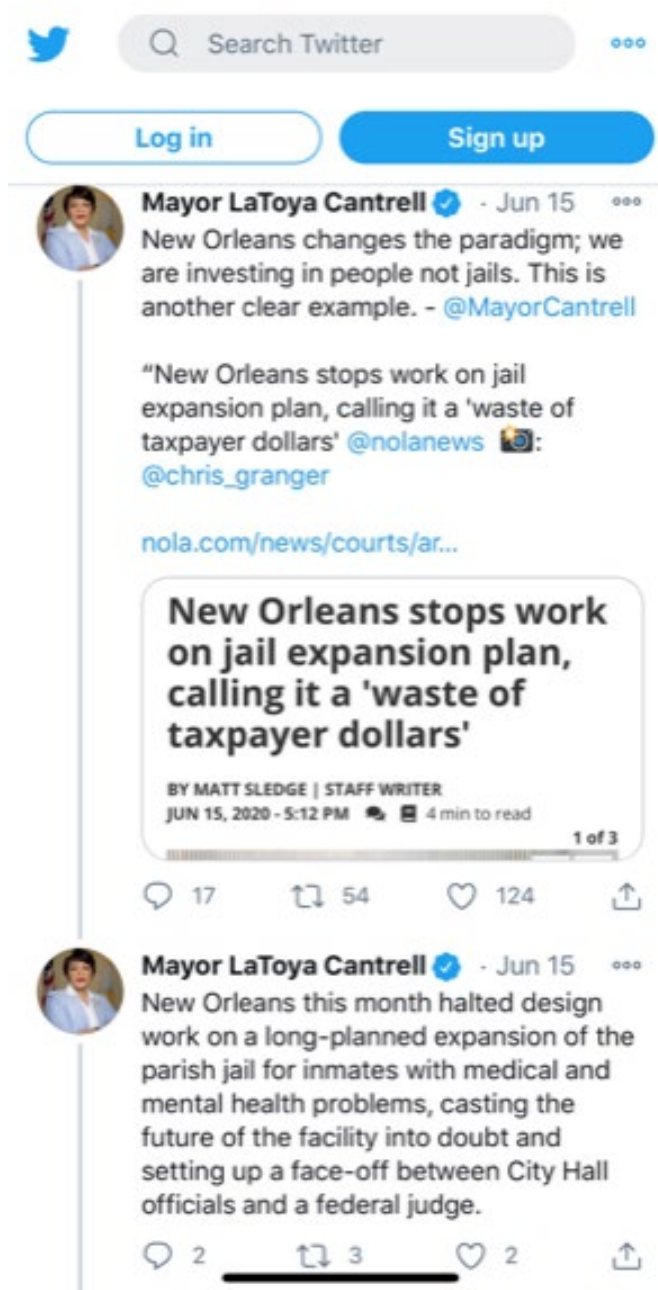 Search Twitter
Log in
Sign up
Mayor LaToya Cantrell · Jun 15
New Orleans changes the paradigm; we
are investing in people not jails. This is
another clear example. - @MayorCantrell
“New Orleans stops work on jail
expansion plan, calling it a 'waste of
taxpayer dollars' @nolanews 📸:
@chris_granger
nola.com/news/courts/ar...
New Orleans stops work
on jail expansion plan,
calling it a 'waste of
taxpayer dollars'
BY MATT SLEDGE | STAFF WRITER
JUN 15, 2020 - 5:12 PM 4 min to read
1 of 3
17 54 124
Mayor LaToya Cantrell · Jun 15
New Orleans this month halted design
work on a long-planned expansion of the
parish jail for inmates with medical and
mental health problems, casting the
future of the facility into doubt and
setting up a face-off between City Hall
officials and a federal judge.
2 3 2